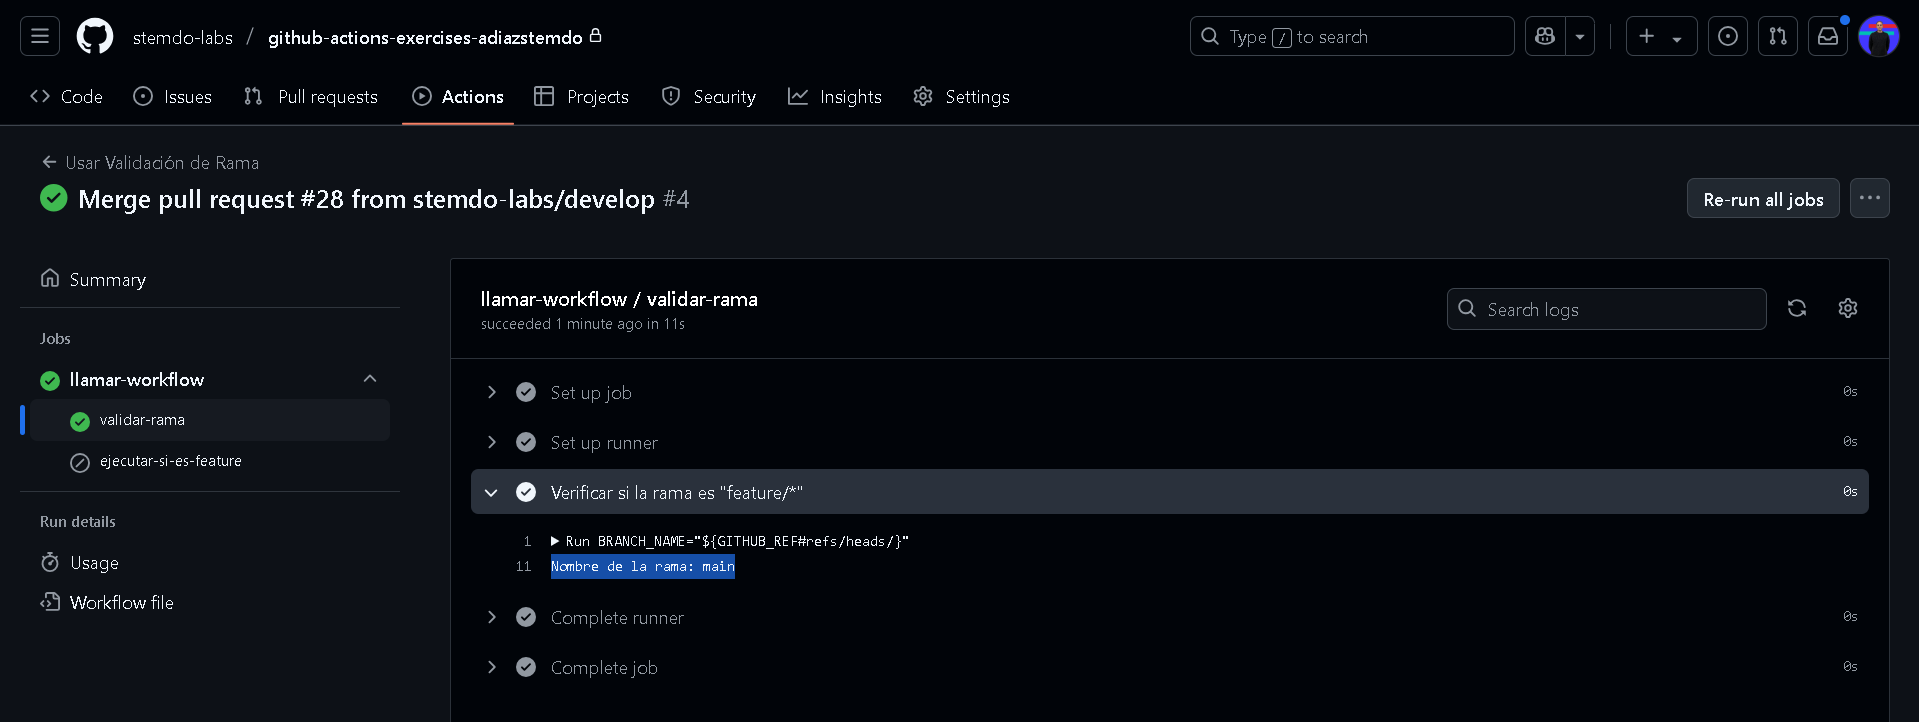 stemdo-labs / github-actions-exercises-adiazstemdo
Type / to search
Code Issues Pull requests Actions Projects Security Insights Settings
Usar Validación de Rama
Merge pull request #28 from stemdo-labs/develop #4
Re-run all jobs
Summary
Jobs
llamar-workflow
validar-rama
ejecutar-si-es-feature
Run details
Usage
Workflow file
llamar-workflow / validar-rama
succeeded 1 minute ago in 11s
Search logs
Set up job 0s
Set up runner 0s
Verificar si la rama es "feature/*" 0s
1 Run BRANCH_NAME="${GITHUB_REF#refs/heads/}"
11 Nombre de la rama: main
Complete runner 0s
Complete job 0s